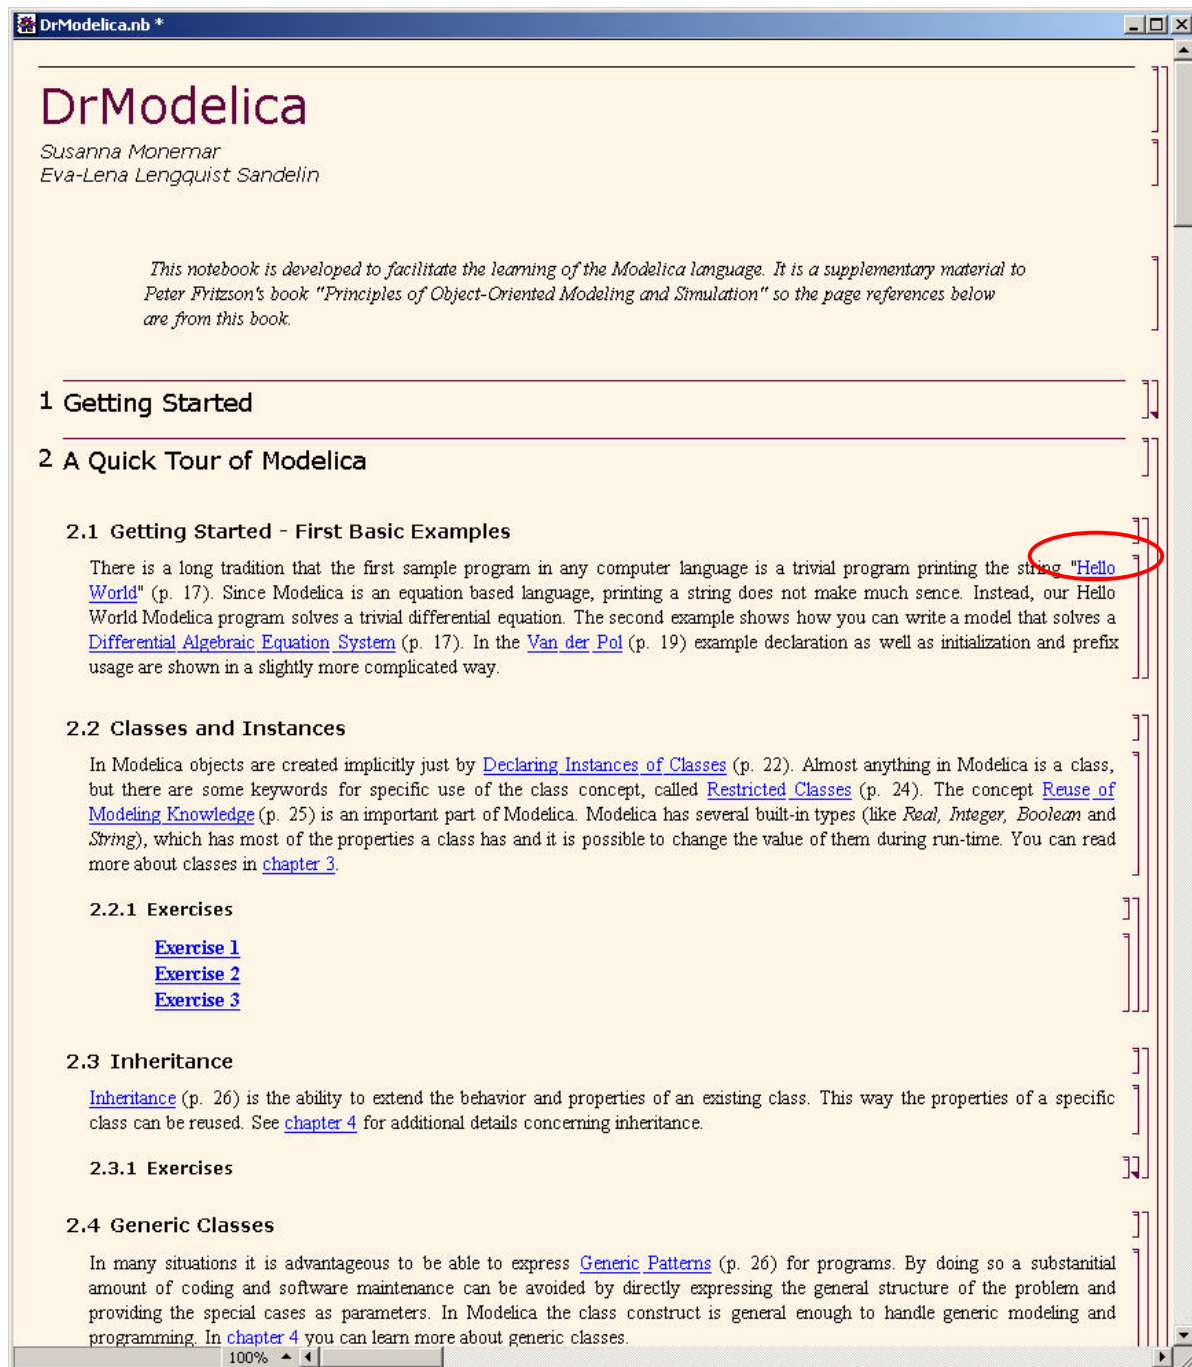 DrModelica.nb *
DrModelica
Susanna Monemar
Eva-Lena Lengquist Sandelin
This notebook is developed to facilitate the learning of the Modelica language. It is a supplementary material to
Peter Fritzson's book "Principles of Object-Oriented Modeling and Simulation" so the page references below
are from this book.
1 Getting Started
2 A Quick Tour of Modelica
2.1 Getting Started - First Basic Examples
There is a long tradition that the first sample program in any computer language is a trivial program printing the string "Hello
World" (p. 17). Since Modelica is an equation based language, printing a string does not make much sence. Instead, our Hello
World Modelica program solves a trivial differential equation. The second example shows how you can write a model that solves a
Differential Algebraic Equation System (p. 17). In the Van der Pol (p. 19) example declaration as well as initialization and prefix
usage are shown in a slightly more complicated way.
2.2 Classes and Instances
In Modelica objects are created implicitly just by Declaring Instances of Classes (p. 22). Almost anything in Modelica is a class,
but there are some keywords for specific use of the class concept, called Restricted Classes (p. 24). The concept Reuse of
Modeling Knowledge (p. 25) is an important part of Modelica. Modelica has several built-in types (like Real, Integer, Boolean and
String), which has most of the properties a class has and it is possible to change the value of them during run-time. You can read
more about classes in chapter 3.
2.2.1 Exercises
Exercise 1
Exercise 2
Exercise 3
2.3 Inheritance
Inheritance (p. 26) is the ability to extend the behavior and properties of an existing class. This way the properties of a specific
class can be reused. See chapter 4 for additional details concerning inheritance.
2.3.1 Exercises
2.4 Generic Classes
In many situations it is advantageous to be able to express Generic Patterns (p. 26) for programs. By doing so a substanitial
amount of coding and software maintenance can be avoided by directly expressing the general structure of the problem and
providing the special cases as parameters. In Modelica the class construct is general enough to handle generic modeling and
programming. In chapter 4 you can learn more about generic classes.
100%